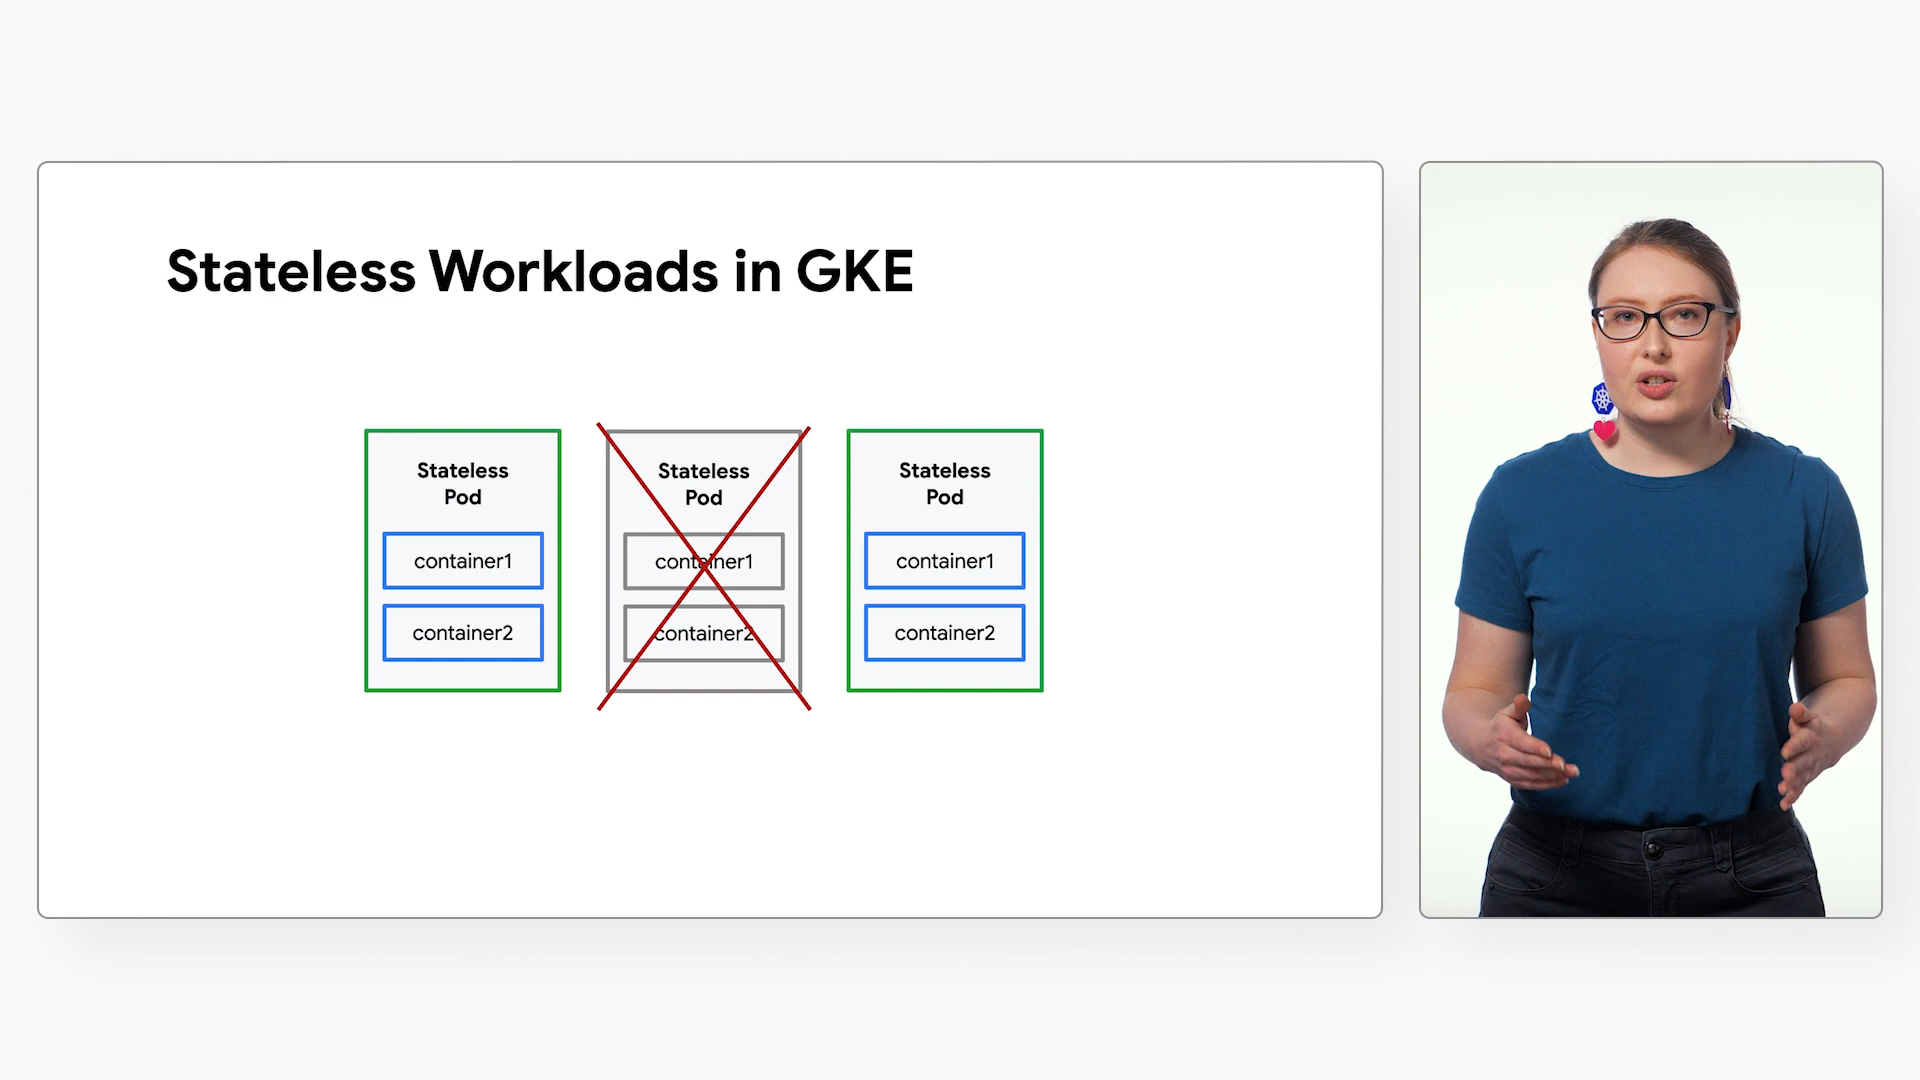 Stateless Workloads in GKE
Stateless
Pod
container1
container2
Stateless
Pod
container1
container2
Stateless
Pod
container1
container2